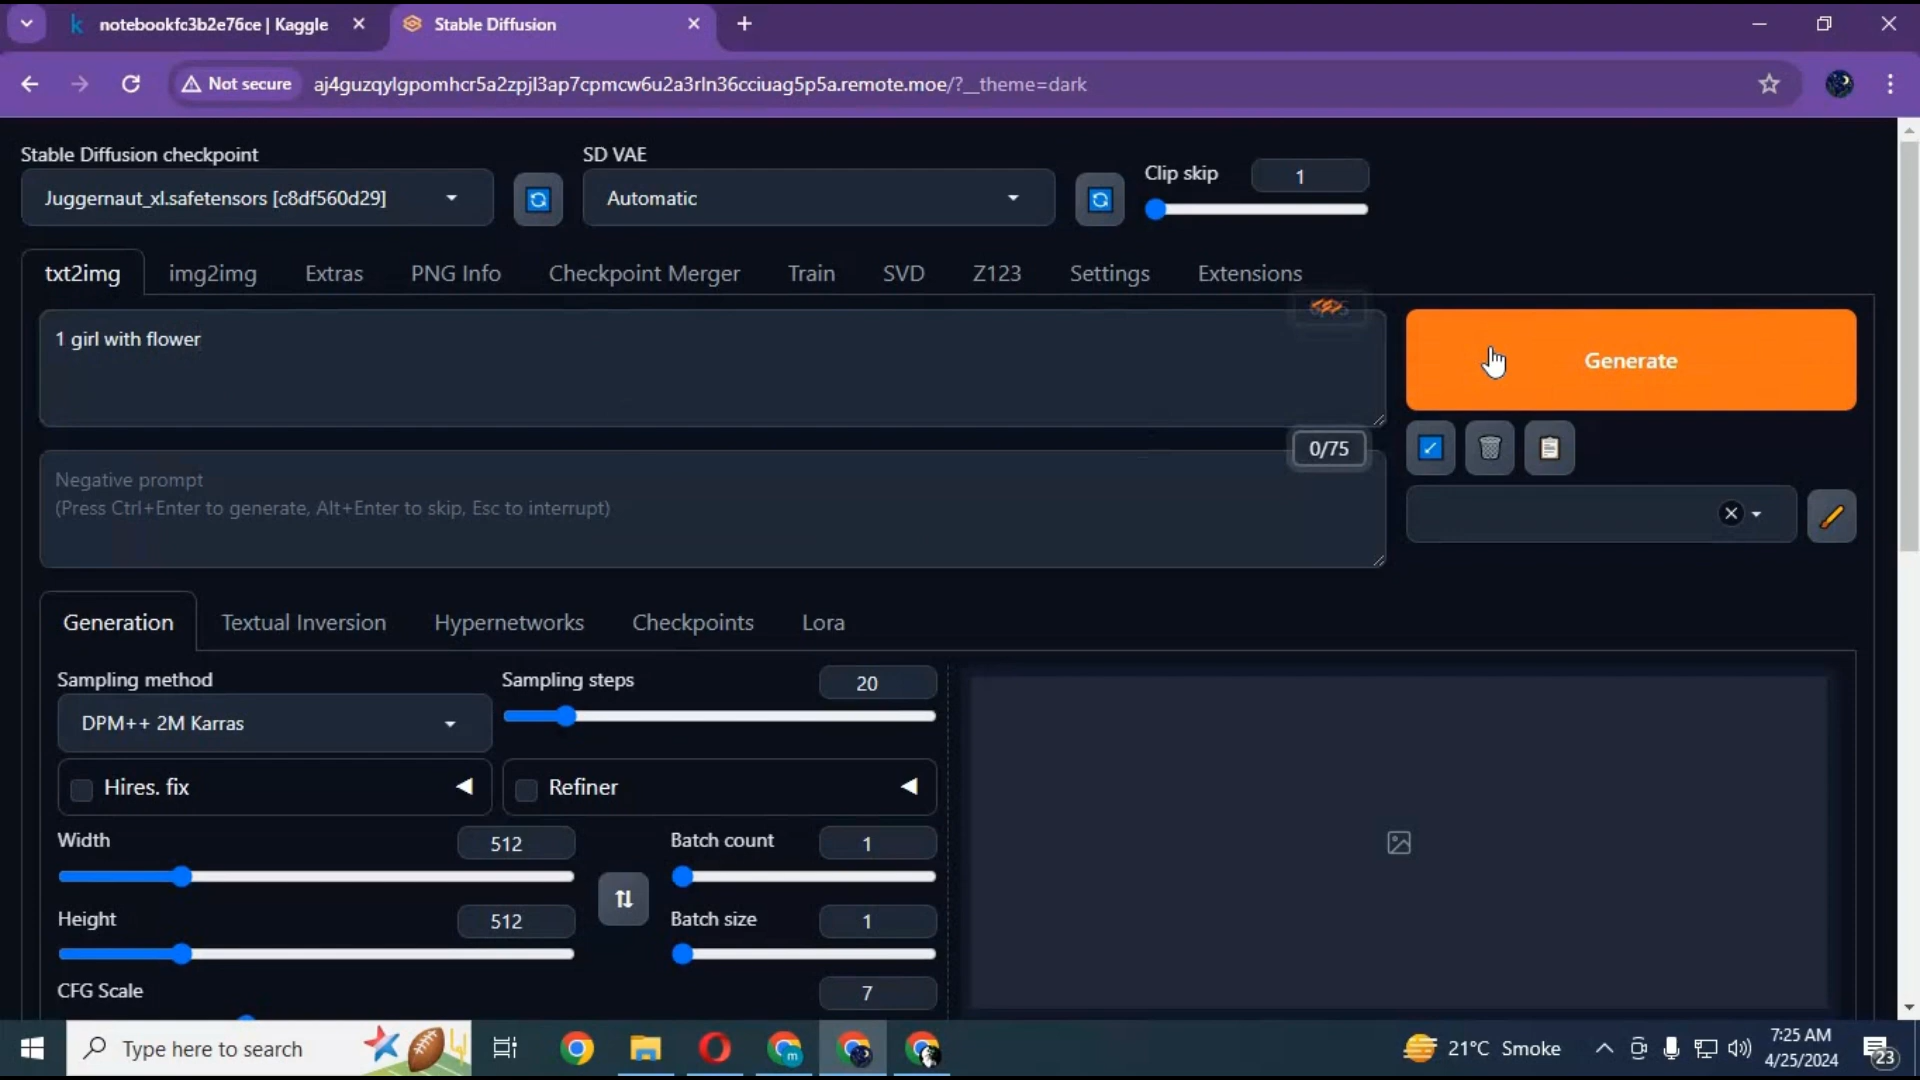 notebookfc3b2e76ce | Kaggle
Stable Diffusion
Not secure
aj4guzqylgpomhcr5a2zpjl3ap7cpmcw6u2a3rln36cciuag5p5a.remote.moe/?__theme=dark
Stable Diffusion checkpoint
SD VAE
Clip skip
1
Juggernaut_xl.safetensors [c8df560d29]
Automatic
txt2img
img2img
Extras
PNG Info
Checkpoint Merger
Train
SVD
Z123
Settings
Extensions
1 girl with flower
Generate
0/75
Negative prompt
(Press Ctrl+Enter to generate, Alt+Enter to skip, Esc to interrupt)
Generation
Textual Inversion
Hypernetworks
Checkpoints
Lora
Sampling method
Sampling steps
20
DPM++ 2M Karras
Hires. fix
Refiner
Width
512
Batch count
1
Height
512
Batch size
1
CFG Scale
7
Type here to search
21°C Smoke
7:25 AM
4/25/2024
23